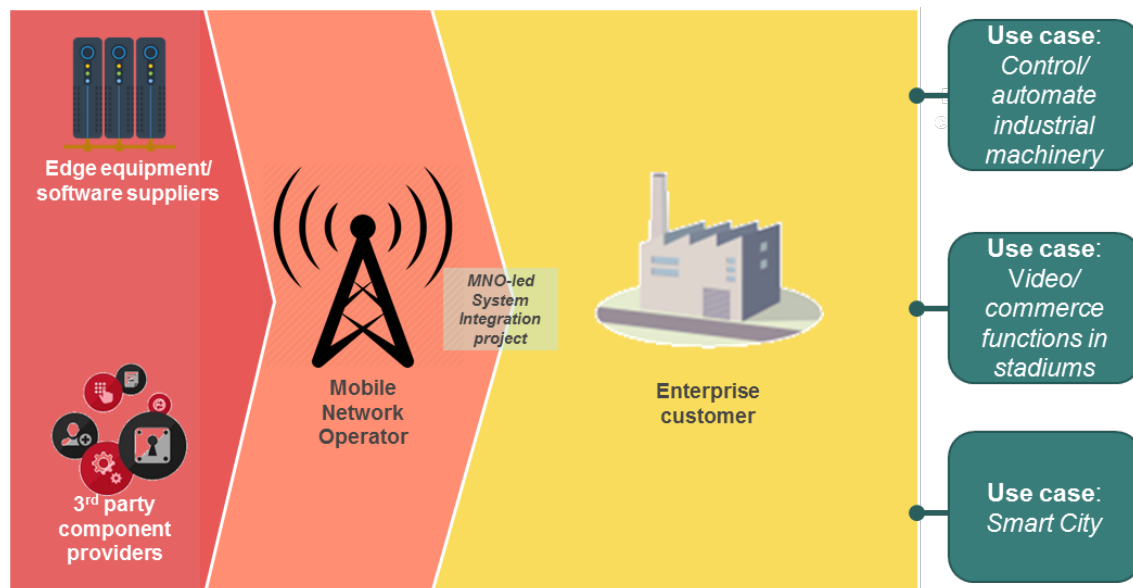 Edge equipment/
software suppliers
3rd party
component
providers
Mobile
Network
Operator
MNO-led
System
Integration
project
Enterprise
customer
Use case:
Control/
automate
industrial
machinery
Use case:
Video/
commerce
functions in
stadiums
Use case:
Smart City